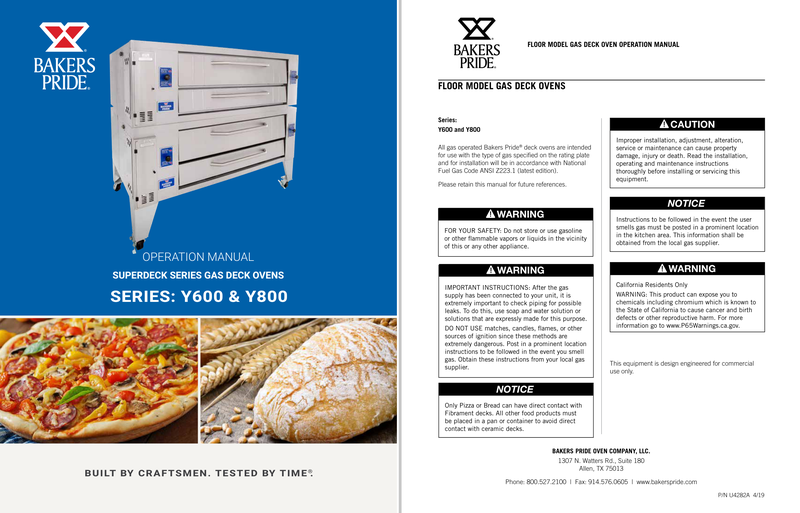 BAKERS
PRIDE®
OPERATION MANUAL
SUPERDECK SERIES GAS DECK OVENS
SERIES: Y600 & Y800
BUILT BY CRAFTSMEN. TESTED BY TIME®.
BAKERS
PRIDE®
FLOOR MODEL GAS DECK OVEN OPERATION MANUAL
FLOOR MODEL GAS DECK OVENS
Series:
Y600 and Y800
All gas operated Bakers Pride® deck ovens are intended
for use with the type of gas specified on the rating plate
and for installation will be in accordance with National
Fuel Gas Code ANSI Z223.1 (latest edition).
Please retain this manual for future references.
WARNING
FOR YOUR SAFETY: Do not store or use gasoline
or other flammable vapors or liquids in the vicinity
of this or any other appliance.
WARNING
IMPORTANT INSTRUCTIONS: After the gas
supply has been connected to your unit, it is
extremely important to check piping for possible
leaks. To do this, use soap and water solution or
solutions that are expressly made for this purpose.
DO NOT USE matches, candles, flames, or other
sources of ignition since these methods are
extremely dangerous. Post in a prominent location
instructions to be followed in the event you smell
gas. Obtain these instructions from your local gas
supplier.
NOTICE
Only Pizza or Bread can have direct contact with
Fibrament decks. All other food products must
be placed in a pan or container to avoid direct
contact with ceramic decks.
CAUTION
Improper installation, adjustment, alteration,
service or maintenance can cause property
damage, injury or death. Read the installation,
operating and maintenance instructions
thoroughly before installing or servicing this
equipment.
NOTICE
Instructions to be followed in the event the user
smells gas must be posted in a prominent location
in the kitchen area. This information shall be
obtained from the local gas supplier.
WARNING
California Residents Only
WARNING: This product can expose you to
chemicals including chromium which is known to
the State of California to cause cancer and birth
defects or other reproductive harm. For more
information go to www.P65Warnings.ca.gov.
This equipment is design engineered for commercial
use only.
BAKERS PRIDE OVEN COMPANY, LLC.
1307 N. Watters Rd., Suite 180
Allen, TX 75013
Phone: 800.527.2100 | Fax: 914.576.0605 | www.bakerspride.com
P/N U4282A 4/19